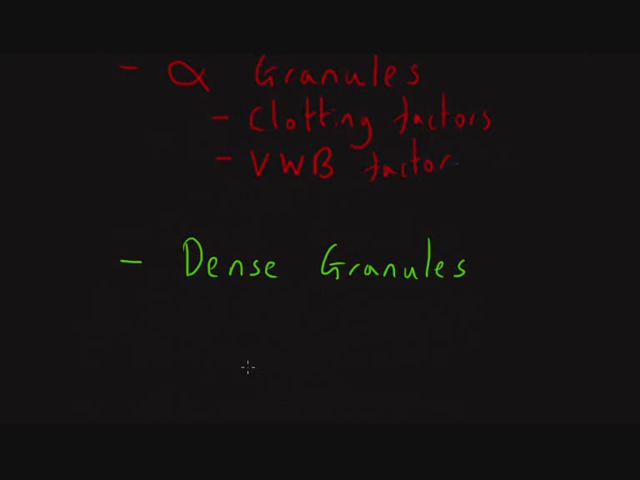 - α Granules
- Clotting factors
- VWB factor
- Dense Granules